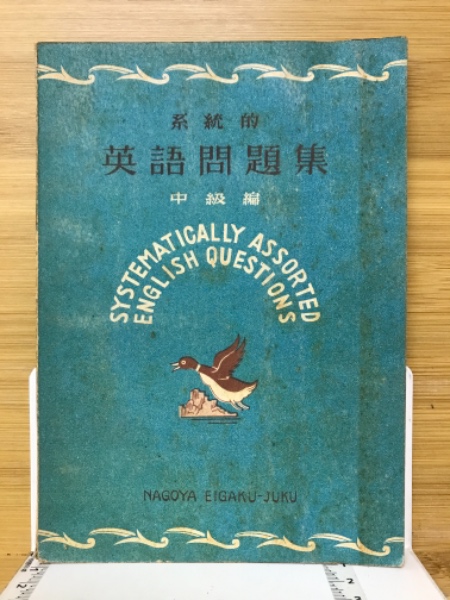 系統的
英語問題集
中級編
SYSTEMATICALLY ASSORTED
ENGLISH QUESTIONS
NAGOYA EIGAKU-JUKU